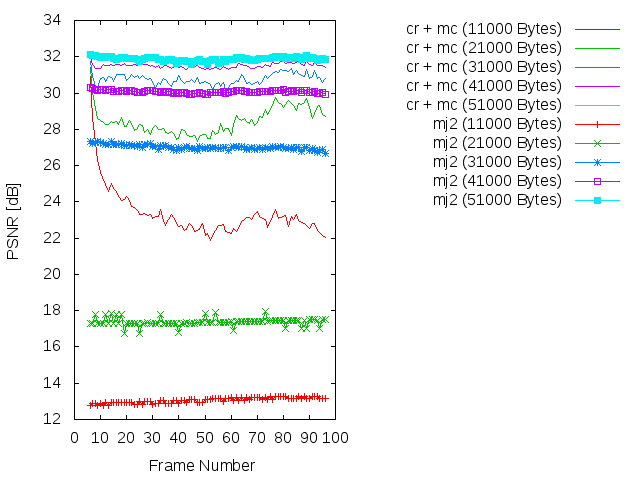 34
32
30
28
26
24
22
20
18
16
14
12
PSNR [dB]
0 10 20 30 40 50 60 70 80 90 100
Frame Number
cr + mc (11000 Bytes)
cr + mc (21000 Bytes)
cr + mc (31000 Bytes)
cr + mc (41000 Bytes)
cr + mc (51000 Bytes)
mj2 (11000 Bytes)
mj2 (21000 Bytes)
mj2 (31000 Bytes)
mj2 (41000 Bytes)
mj2 (51000 Bytes)